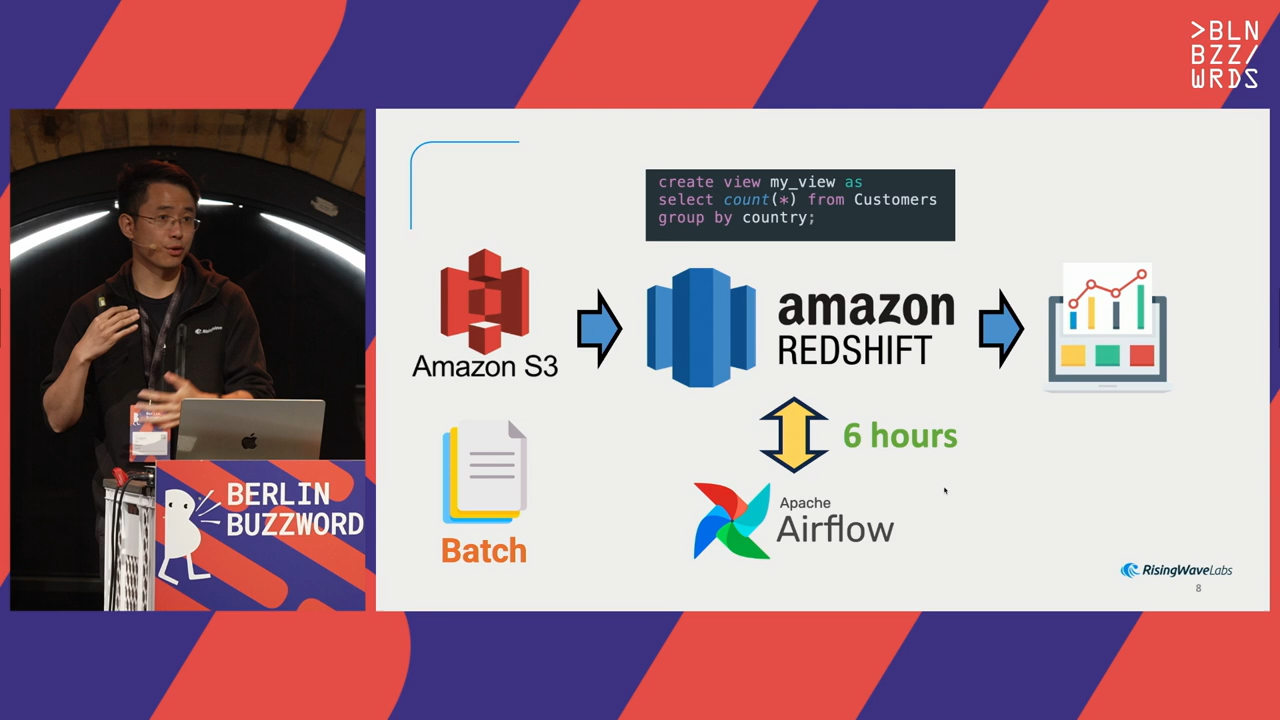 >BLN
BZZ/
WRDS
create view my_view as
select count(*) from Customers
group by country;
Amazon S3
amazon
REDSHIFT
6 hours
Apache
Airflow
Batch
RisingWaveLabs
8
BERLIN
BUZZWORD